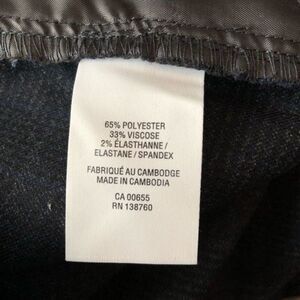 65% POLYESTER
33% VISCOSE
2% ÉLASTHANNE /
ELASTANE / SPANDEX
FABRIQUÉ AU CAMBODGE
MADE IN CAMBODIA
CA 00655
RN 138760